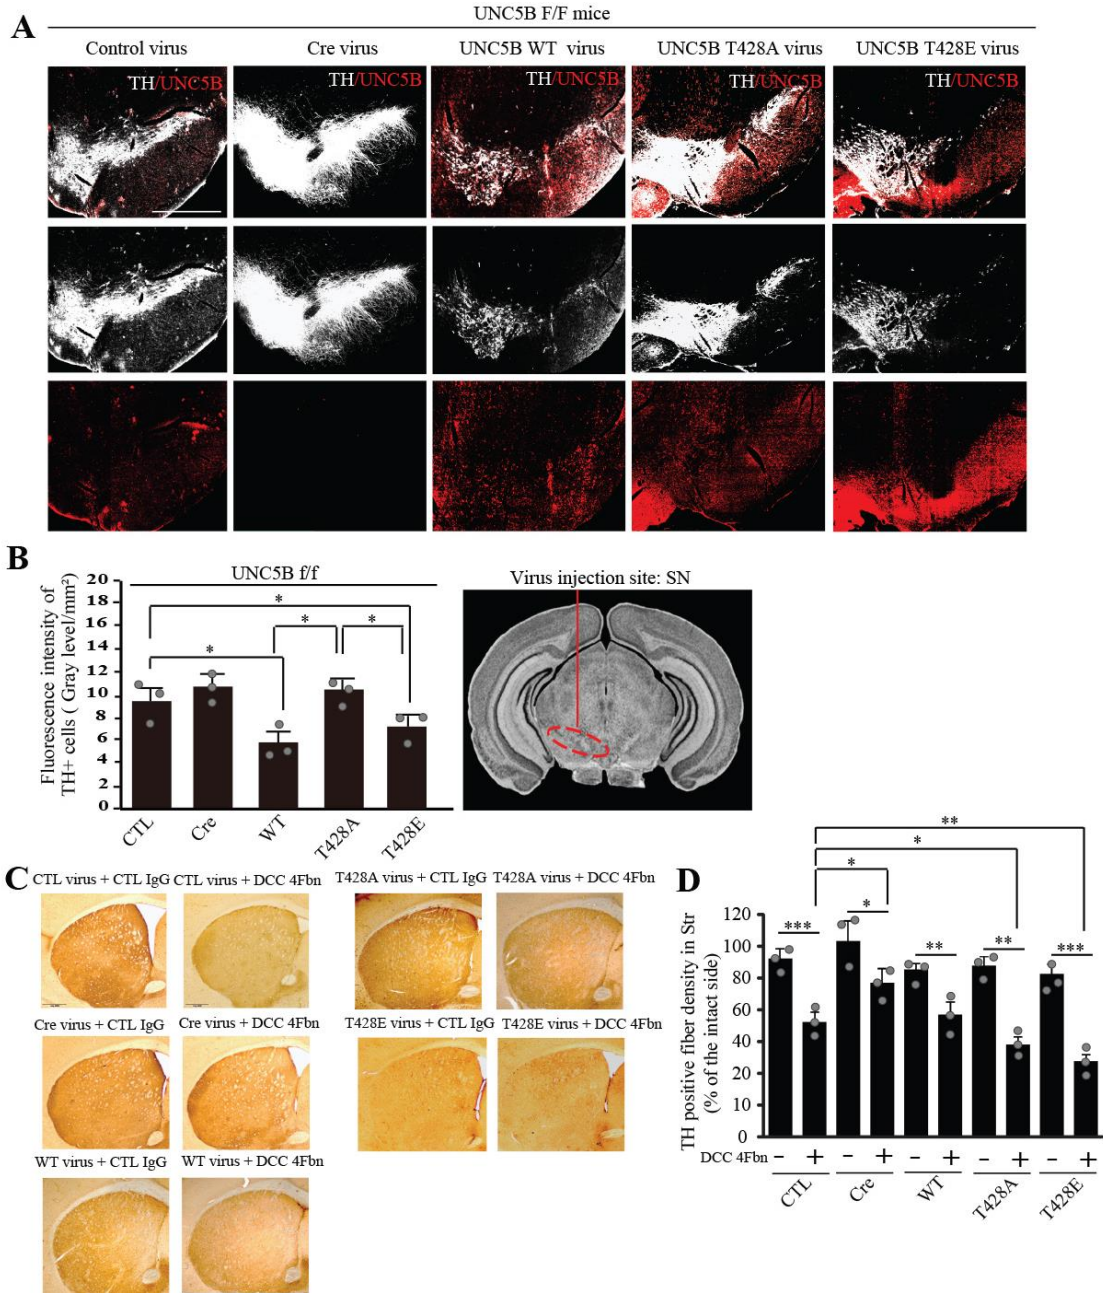 A
UNC5B F/F mice
Control virus
Cre virus
UNC5B WT virus
UNC5B T428A virus
UNC5B T428E virus
TH/UNC5B
TH/UNC5B
TH/UNC5B
TH/UNC5B
TH/UNC5B
B
UNC5B f/f
Fluorescence intensity of
TH+ cells ( Gray level/mm²)
20
18
16
14
12
10
8
6
4
2
0
*
*
*
*
CTL
Cre
WT
T428A
T428E
Virus injection site: SN
C
CTL virus + CTL IgG
CTL virus + DCC 4Fbn
T428A virus + CTL IgG
T428A virus + DCC 4Fbn
Cre virus + CTL IgG
Cre virus + DCC 4Fbn
T428E virus + CTL IgG
T428E virus + DCC 4Fbn
WT virus + CTL IgG
WT virus + DCC 4Fbn
D
TH positive fiber density in Str
(% of the intact side)
120
100
80
60
40
20
100
0
**
*
*
***
*
**
**
***
DCC 4Fbn
− + − + − + − + − +
CTL
Cre
WT
T428A
T428E